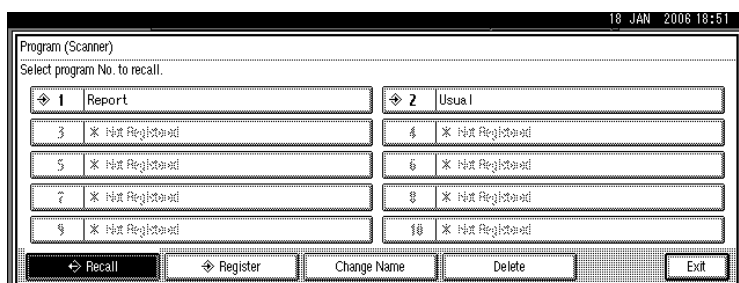 18 JAN 2006 18:51
Program (Scanner)
Select program No. to recall.
1 Report
2 Usual
3 * Not Registered
4 * Not Registered
5 * Not Registered
6 * Not Registered
7 * Not Registered
8 * Not Registered
9 * Not Registered
10 * Not Registered
Recall Register Change Name Delete Exit